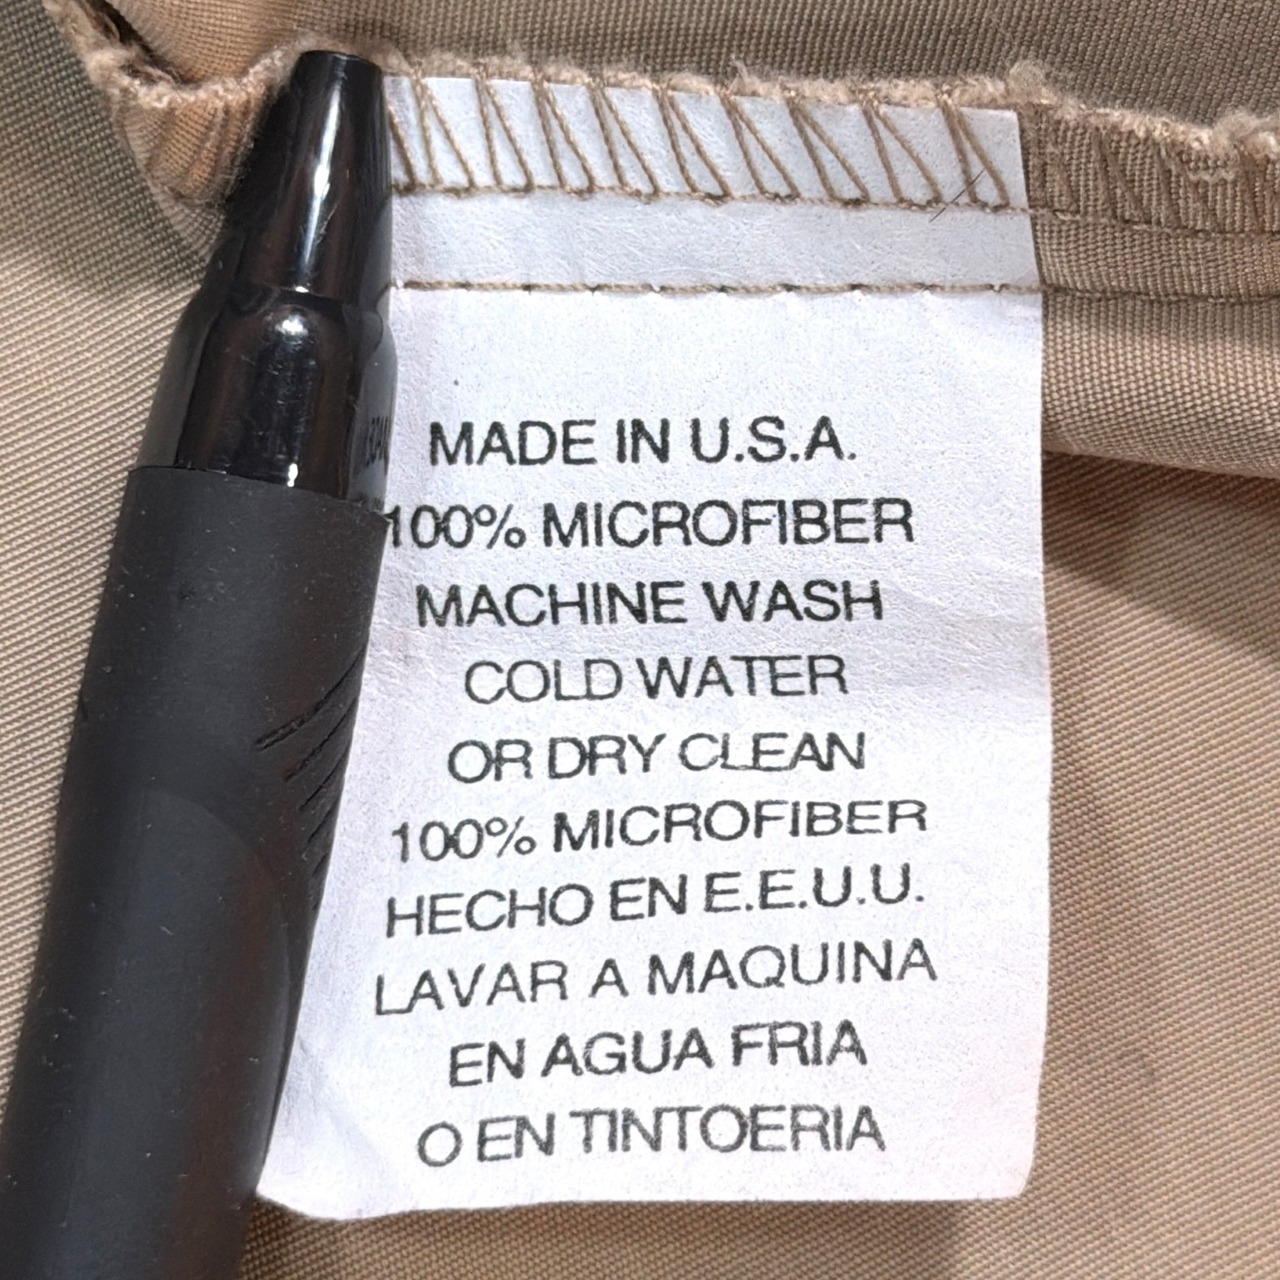 MADE IN U.S.A.
100% MICROFIBER
MACHINE WASH
COLD WATER
OR DRY CLEAN
100% MICROFIBER
HECHO EN E.E.U.U.
LAVAR A MAQUINA
EN AGUA FRIA
O EN TINTOERIA